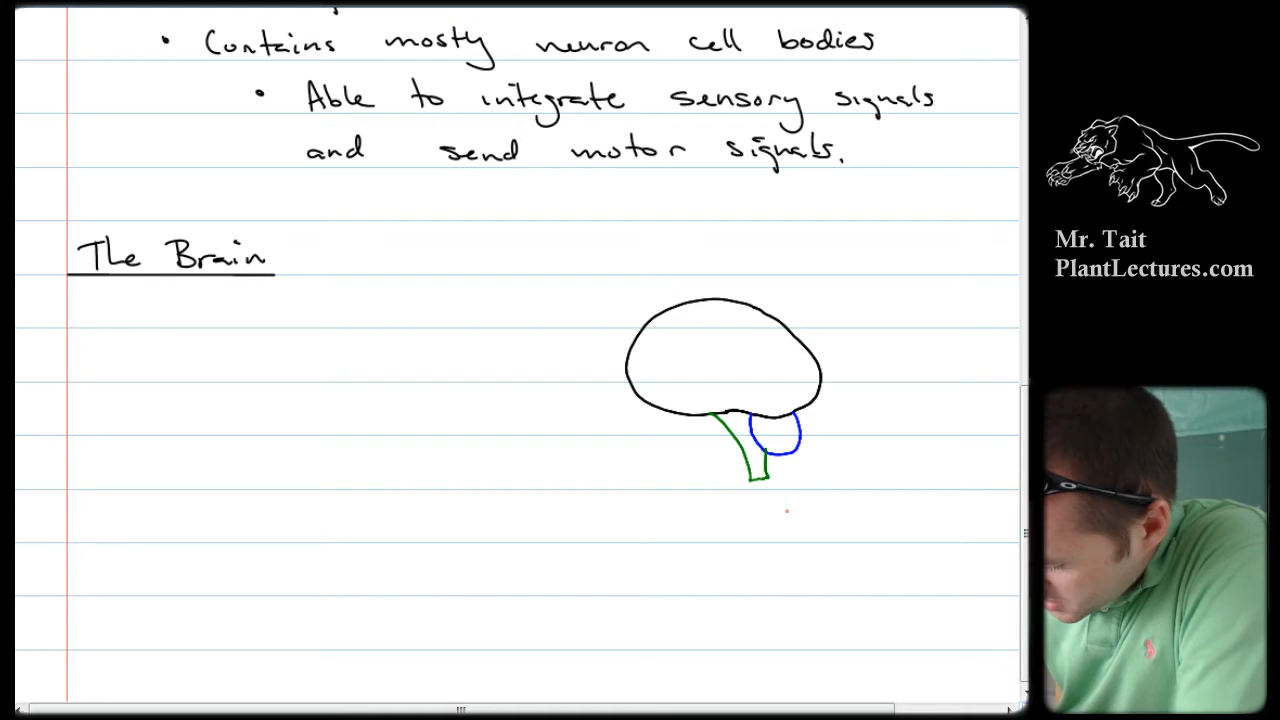 • Contains mosty neuron cell bodies
• Able to integrate sensory signals
and send motor signals.
The Brain
Mr. Tait
PlantLectures.com